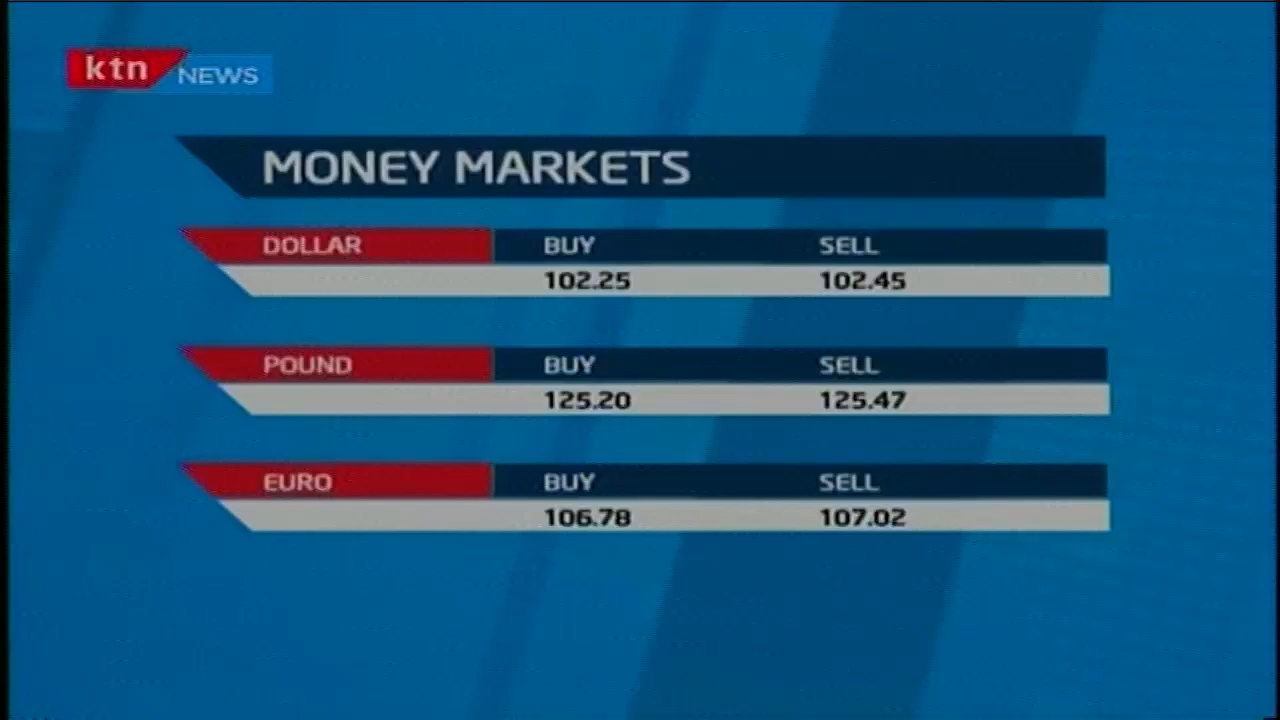 ktn NEWS
MONEY MARKETS
DOLLAR BUY SELL
102.25 102.45
POUND BUY SELL
125.20 125.47
EURO BUY SELL
106.78 107.02